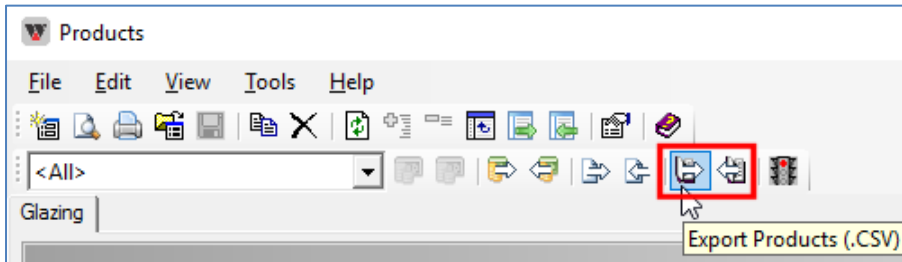 Products
File Edit View Tools Help
<All>
Glazing
Export Products (.CSV)